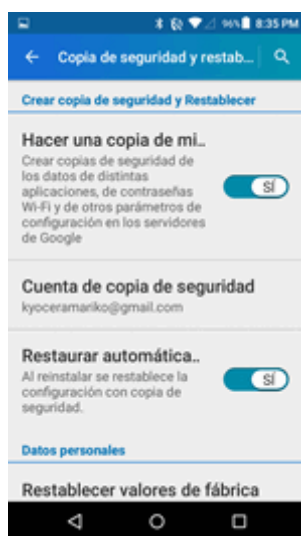 96% 8:35 PM
Copia de seguridad y restab...
Crear copia de seguridad y Restablecer
Hacer una copia de mi..
Crear copias de seguridad de
los datos de distintas
aplicaciones, de contraseñas
Wi-Fi y de otros parámetros de
configuración en los servidores
de Google
SÍ
Cuenta de copia de seguridad
kyoceramariko@gmail.com
Restaurar automática..
Al reinstalar se restablece la
configuración con copia de
seguridad.
SÍ
Datos personales
Restablecer valores de fábrica